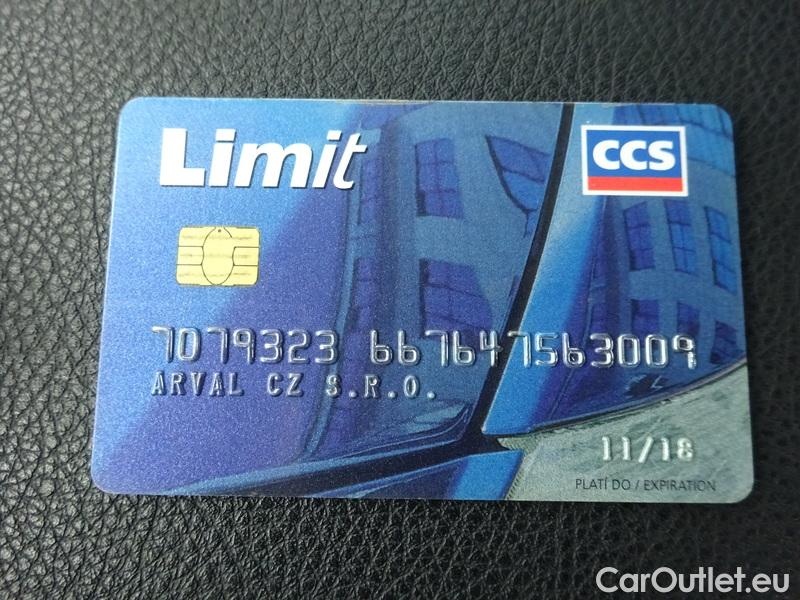 Limit
CCS
7079323 667647563009
ARVAL CZ S.R.O.
11/18
PLATÍ DO / EXPIRATION
CarOutlet.eu